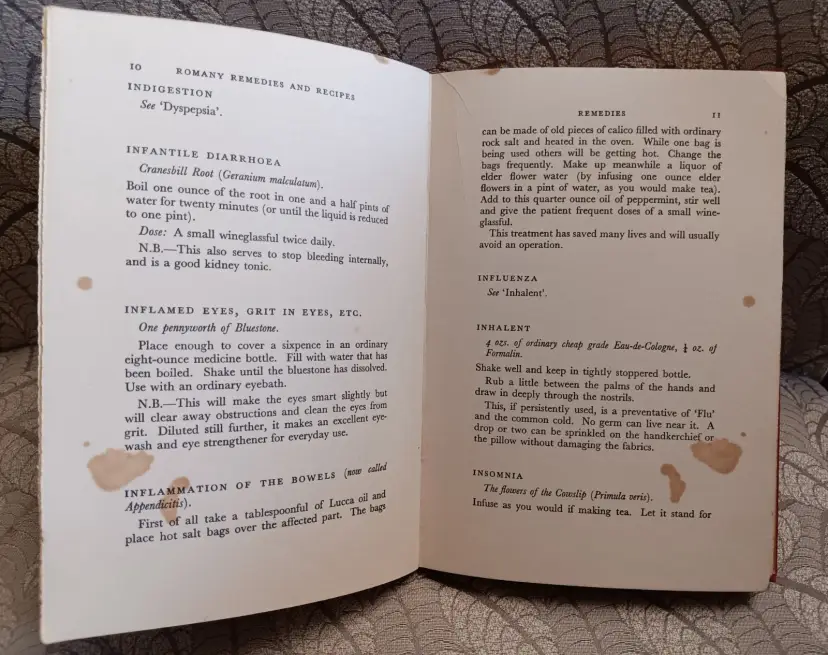 10 ROMANY REMEDIES AND RECIPES
INDIGESTION
See 'Dyspepsia'.
INFANTILE DIARRHOEA
Cranesbill Root (Geranium malculatum).
Boil one ounce of the root in one and a half pints of
water for twenty minutes (or until the liquid is reduced
to one pint).
Dose: A small wineglassful twice daily.
N.B.—This also serves to stop bleeding internally,
and is a good kidney tonic.
INFLAMED EYES, GRIT IN EYES, ETC.
One pennyworth of Bluestone.
Place enough to cover a sixpence in an ordinary
eight-ounce medicine bottle. Fill with water that has
been boiled. Shake until the bluestone has dissolved.
Use with an ordinary eyebath.
N.B.—This will make the eyes smart slightly but
will clear away obstructions and clean the eyes from
grit. Diluted still further, it makes an excellent eye-
wash and eye strengthener for everyday use.
INFLAMMATION OF THE BOWELS (now called
Appendicitis).
First of all take a tablespoonful of Lucca oil and
place hot salt bags over the affected part. The bags
REMEDIES 11
can be made of old pieces of calico filled with ordinary
rock salt and heated in the oven. While one bag is
being used others will be getting hot. Change the
bags frequently. Make up meanwhile a liquor of
elder flower water (by infusing one ounce elder
flowers in a pint of water, as you would make tea).
Add to this quarter ounce oil of peppermint, stir well
and give the patient frequent doses of a small wine-
glassful.
This treatment has saved many lives and will usually
avoid an operation.
INFLUENZA
See 'Inhalent'.
INHALENT
4 ozs. of ordinary cheap grade Eau-de-Cologne, ¼ oz. of
Formalin.
Shake well and keep in tightly stoppered bottle.
Rub a little between the palms of the hands and
draw in deeply through the nostrils.
This, if persistently used, is a preventative of 'Flu'
and the common cold. No germ can live near it. A
drop or two can be sprinkled on the handkerchief or
the pillow without damaging the fabrics.
INSOMNIA
The flowers of the Cowslip (Primula veris).
Infuse as you would if making tea. Let it stand for